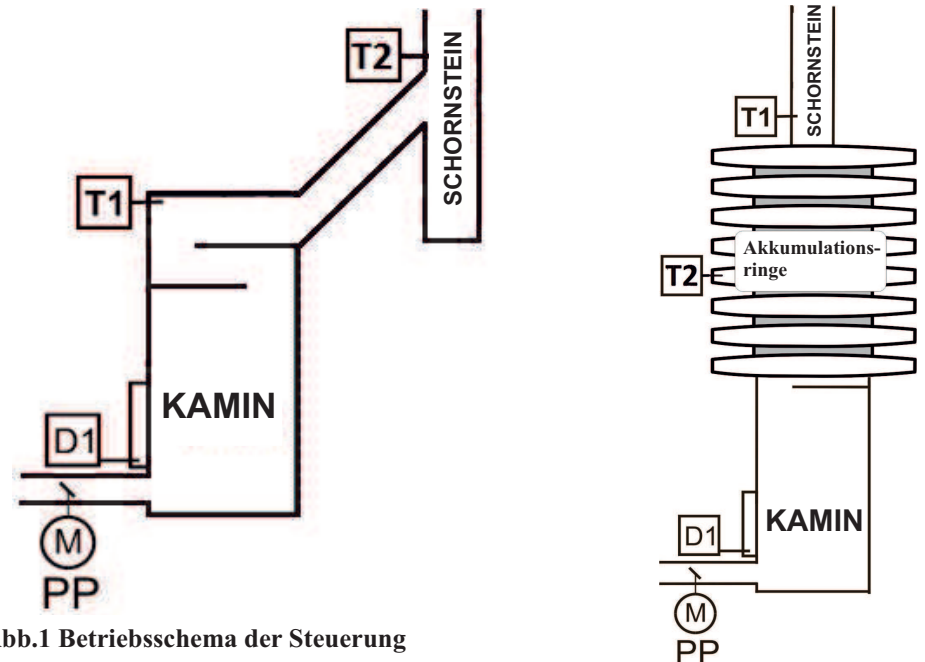 T2
SCHORNSTEIN
T1
KAMIN
D1
M
PP
bb.1 Betriebsschema der Steuerung
SCHORNSTEIN
T1
Akkumulations-
ringe
T2
KAMIN
D1
M
PP